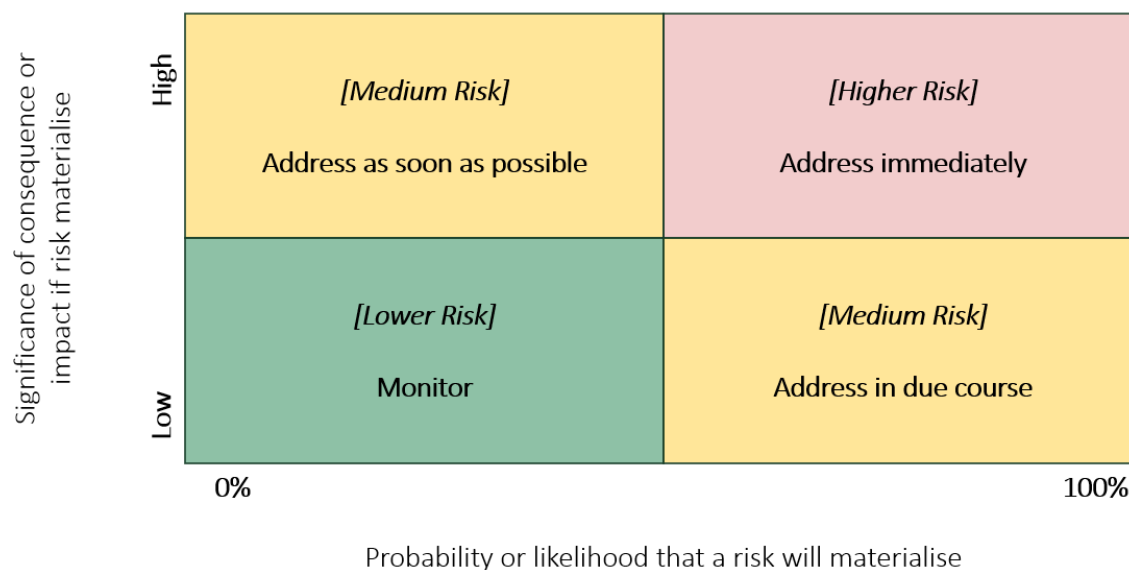 Significance of consequence or
impact if risk materialise
High
[Medium Risk]
Address as soon as possible
[Higher Risk]
Address immediately
Low
[Lower Risk]
Monitor
[Medium Risk]
Address in due course
0%
100%
Probability or likelihood that a risk will materialise